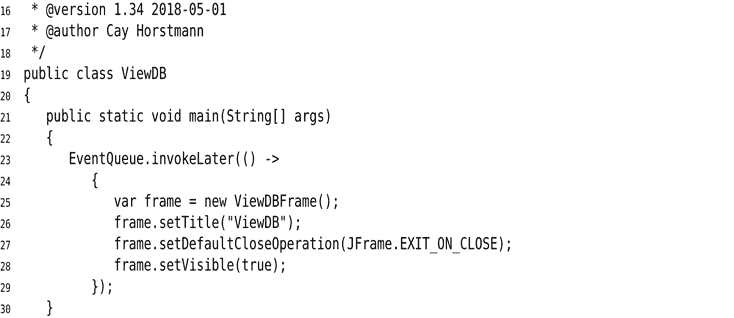 16  * @version 1.34 2018-05-01
17  * @author Cay Horstmann
18  */
19 public class ViewDB
20 {
21    public static void main(String[] args)
22    {
23       EventQueue.invokeLater(() ->
24          {
25             var frame = new ViewDBFrame();
26             frame.setTitle("ViewDB");
27             frame.setDefaultCloseOperation(JFrame.EXIT_ON_CLOSE);
28             frame.setVisible(true);
29          });
30    }